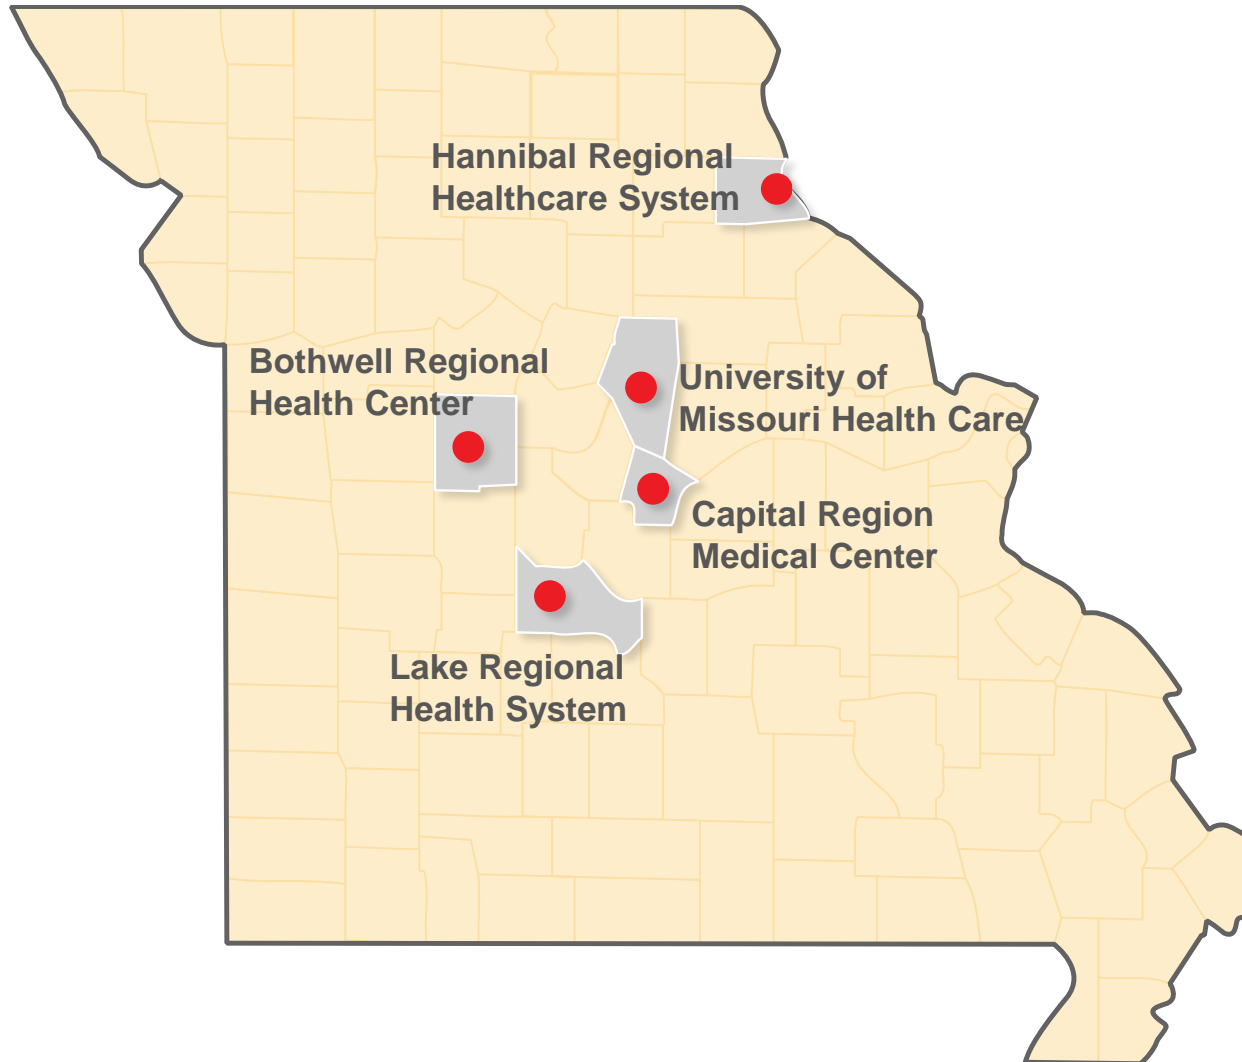 Hannibal Regional
Healthcare System
Bothwell Regional
Health Center
University of
Missouri Health Care
Capital Region
Medical Center
Lake Regional
Health System